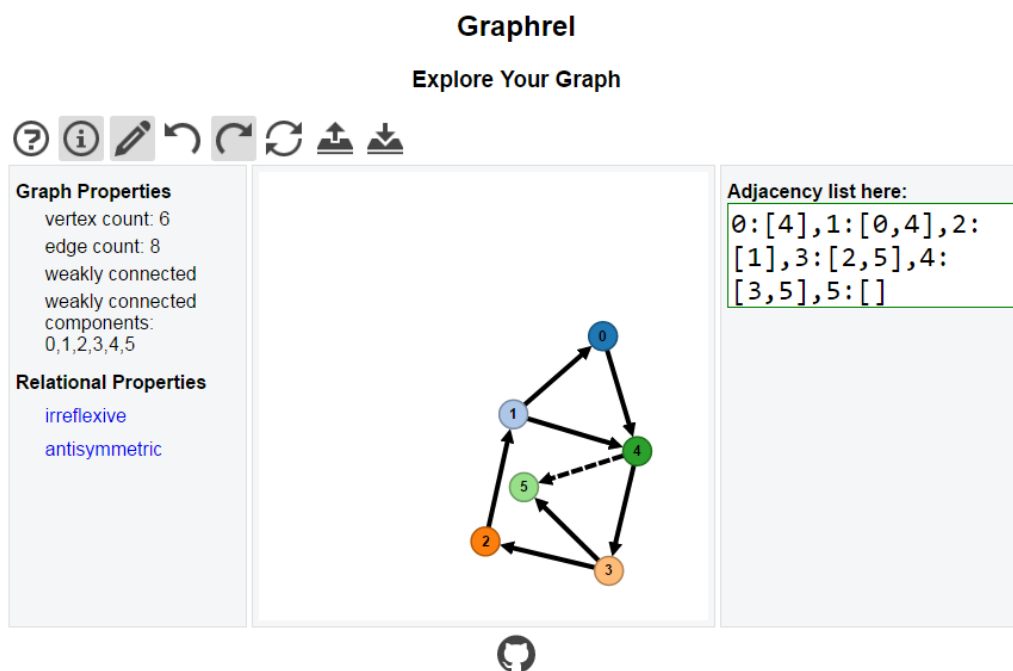 Graphrel
Explore Your Graph
Graph Properties
vertex count: 6
edge count: 8
weakly connected
weakly connected
components:
0,1,2,3,4,5
Relational Properties
irreflexive
antisymmetric
0
1
4
5
2
3
Adjacency list here:
0:[4],1:[0,4],2:
[1],3:[2,5],4:
[3,5],5:[]